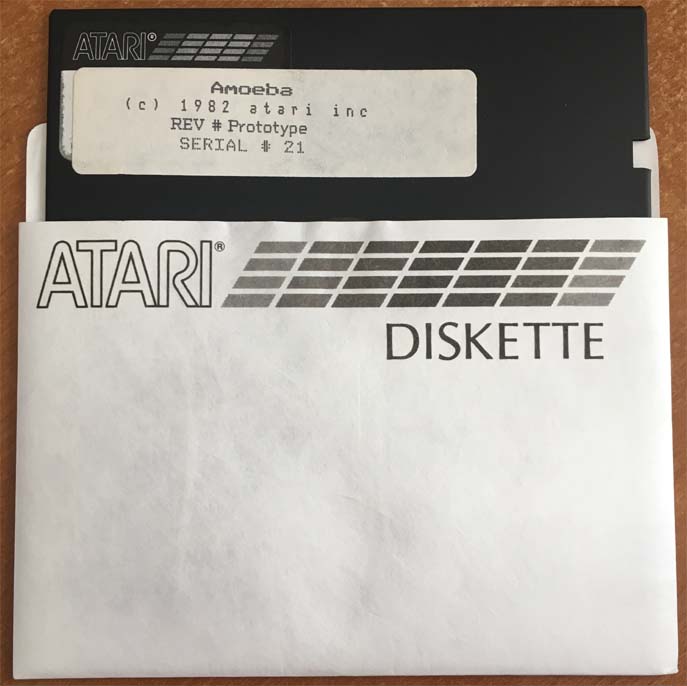 ATARI®
Amoeba
(c) 1982 atari inc
REV # Prototype
SERIAL # 21
ATARI®
DISKETTE